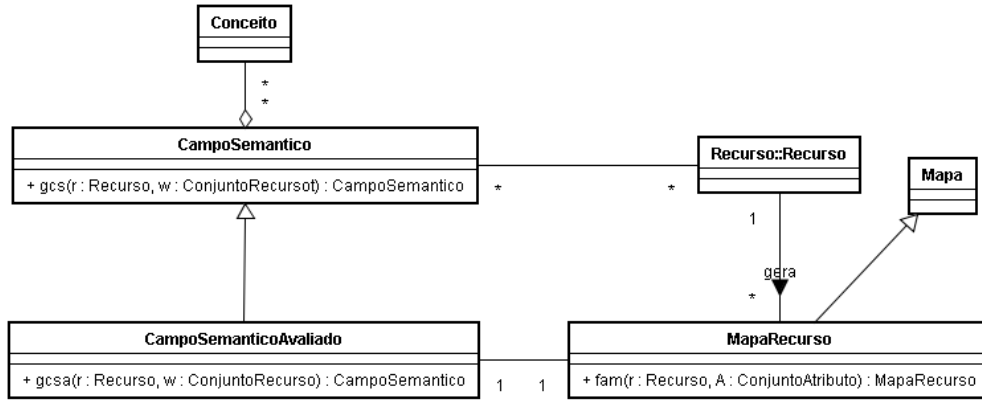 Conceito
*
*
CampoSemantico
+ gcs(r : Recurso, w : ConjuntoRecursot) : CampoSemantico
* *
Recurso::Recurso
Mapa
1
gera
*
CampoSemanticoAvaliado
+ gcsa(r : Recurso, w : ConjuntoRecurso) : CampoSemantico
1 1
MapaRecurso
+ fam(r : Recurso, A : ConjuntoAtributo) : MapaRecurso